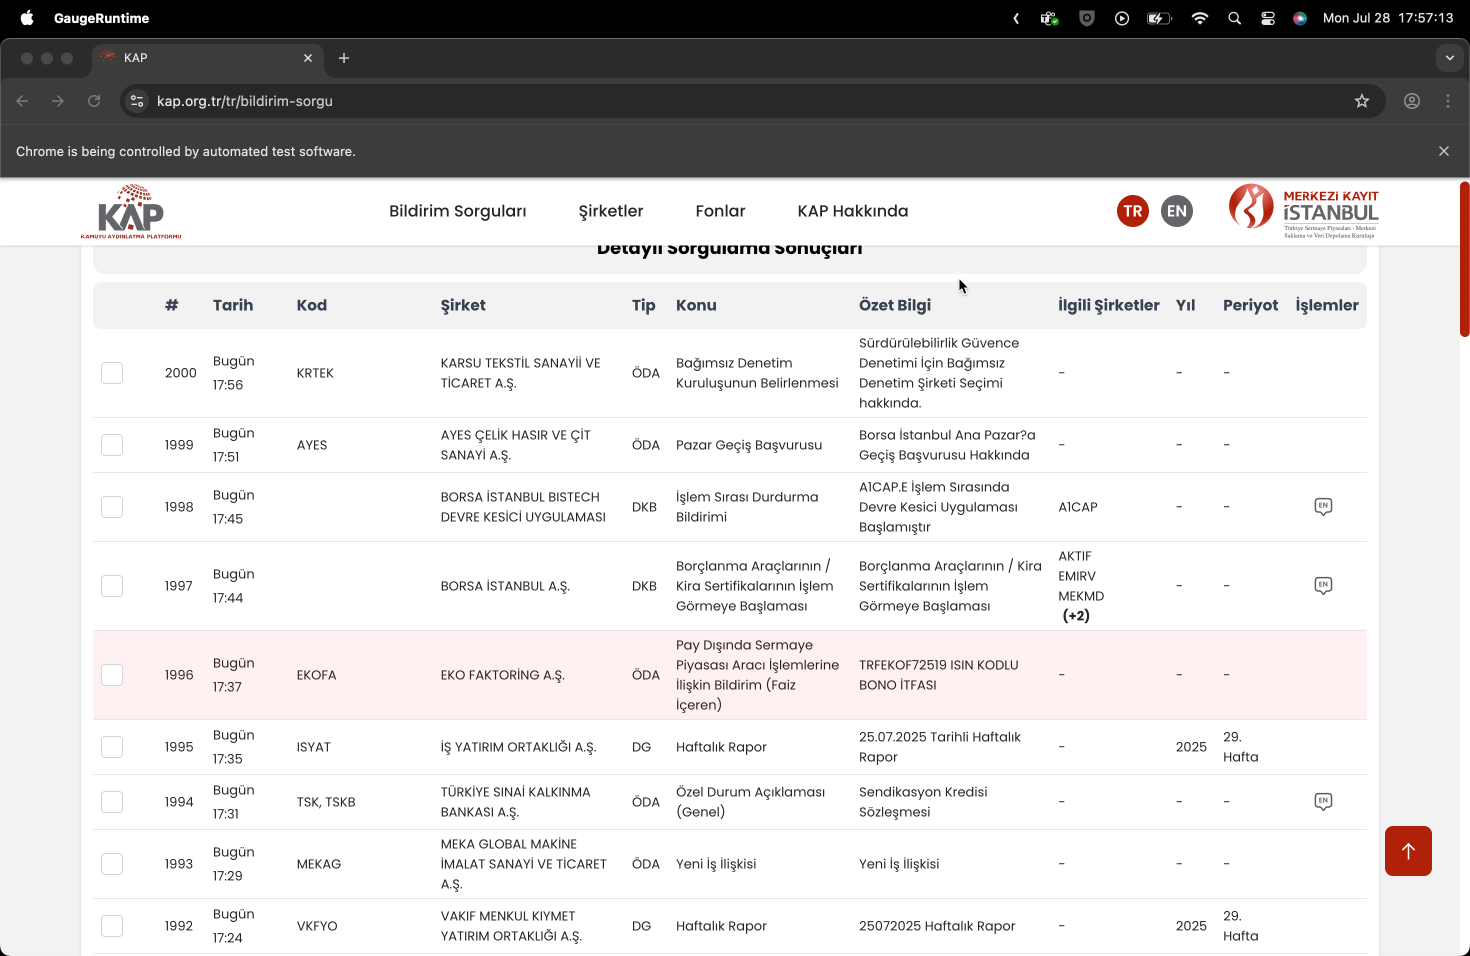 GaugeRuntime
Mon Jul 28 17:57:13
KAP
kap.org.tr/tr/bildirim-sorgu
Chrome is being controlled by automated test software.
KAP
KAMUYU AYDINLATMA PLATFORMU
Bildirim Sorguları
Şirketler
Fonlar
KAP Hakkında
TR
EN
MERKEZİ KAYIT
İSTANBUL
Türkiye Sermaye Piyasaları - Merkezi
Saklama ve Veri Depolama Kuruluşu
Detaylı Sorgulama Sonuçları
# Tarih Kod Şirket Tip Konu Özet Bilgi İlgili Şirketler Yıl Periyot İşlemler
2000
Bugün
17:56
KRTEK
KARSU TEKSTİL SANAYİİ VE
TİCARET A.Ş.
ÖDA
Bağımsız Denetim
Kuruluşunun Belirlenmesi
Sürdürülebilirlik Güvence
Denetimi İçin Bağımsız
Denetim Şirketi Seçimi
hakkında.
- - -
1999
Bugün
17:51
AYES
AYES ÇELİK HASIR VE ÇİT
SANAYİ A.Ş.
ÖDA
Pazar Geçiş Başvurusu
Borsa İstanbul Ana Pazar?a
Geçiş Başvurusu Hakkında
- - -
1998
Bugün
17:45
BORSA İSTANBUL BISTECH
DEVRE KESİCİ UYGULAMASI
DKB
İşlem Sırası Durdurma
Bildirimi
A1CAP.E İşlem Sırasında
Devre Kesici Uygulaması
Başlamıştır
A1CAP
- -
EN
1997
Bugün
17:44
BORSA İSTANBUL A.Ş.
DKB
Borçlanma Araçlarının /
Kira Sertifikalarının İşlem
Görmeye Başlaması
Borçlanma Araçlarının / Kira
Sertifikalarının İşlem
Görmeye Başlaması
AKTIF
EMIRV
MEKMD
(+2)
- -
EN
1996
Bugün
17:37
EKOFA
EKO FAKTORİNG A.Ş.
ÖDA
Pay Dışında Sermaye
Piyasası Aracı İşlemlerine
İlişkin Bildirim (Faiz
İçeren)
TRFEKOF72519 ISIN KODLU
BONO İTFASI
- - -
1995
Bugün
17:35
ISYAT
İŞ YATIRIM ORTAKLIĞI A.Ş.
DG
Haftalık Rapor
25.07.2025 Tarihli Haftalık
Rapor
-
2025
29.
Hafta
1994
Bugün
17:31
TSK, TSKB
TÜRKİYE SINAİ KALKINMA
BANKASI A.Ş.
ÖDA
Özel Durum Açıklaması
(Genel)
Sendikasyon Kredisi
Sözleşmesi
- - -
EN
1993
Bugün
17:29
MEKAG
MEKA GLOBAL MAKİNE
İMALAT SANAYİ VE TİCARET
A.Ş.
ÖDA
Yeni İş İlişkisi
Yeni İş İlişkisi
- - -
1992
Bugün
17:24
VKFYO
VAKIF MENKUL KIYMET
YATIRIM ORTAKLIĞI A.Ş.
DG
Haftalık Rapor
25072025 Haftalık Rapor
-
2025
29.
Hafta